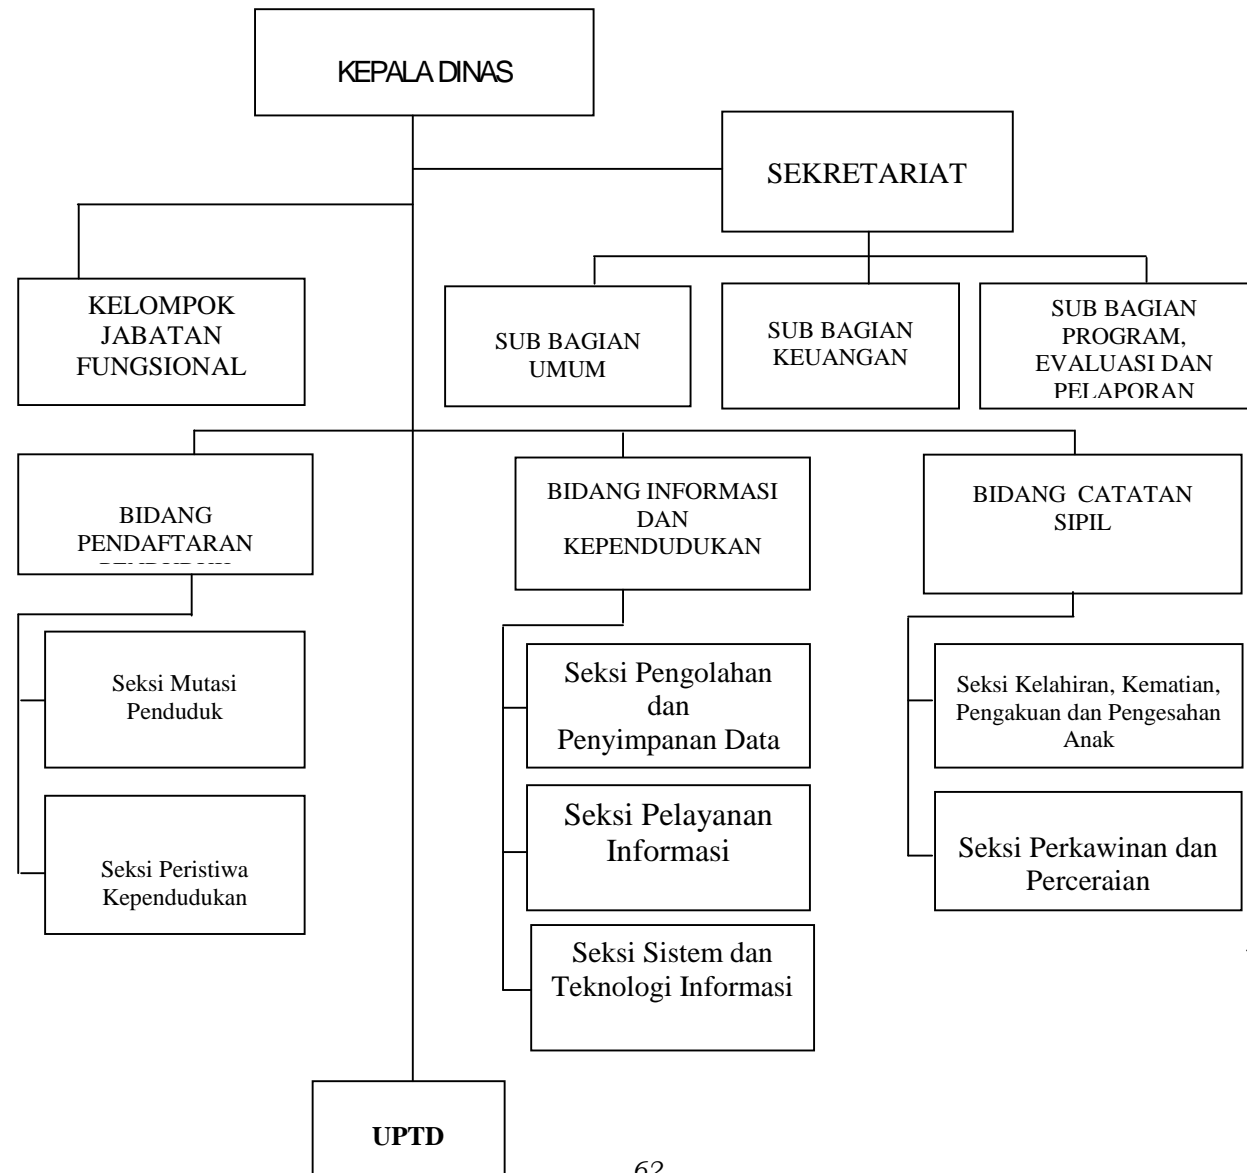 KEPALA DINAS
SEKRETARIAT
KELOMPOK
JABATAN
FUNGSIONAL
SUB BAGIAN
UMUM
SUB BAGIAN
KEUANGAN
SUB BAGIAN
PROGRAM,
EVALUASI DAN
PELAPORAN
BIDANG
PENDAFTARAN
BIDANG INFORMASI
DAN
KEPENDUDUKAN
BIDANG CATATAN
SIPIL
Seksi Mutasi
Penduduk
Seksi Peristiwa
Kependudukan
Seksi Pengolahan
dan
Penyimpanan Data
Seksi Pelayanan
Informasi
Seksi Sistem dan
Teknologi Informasi
Seksi Kelahiran, Kematian,
Pengakuan dan Pengesahan
Anak
Seksi Perkawinan dan
Perceraian
UPTD
62